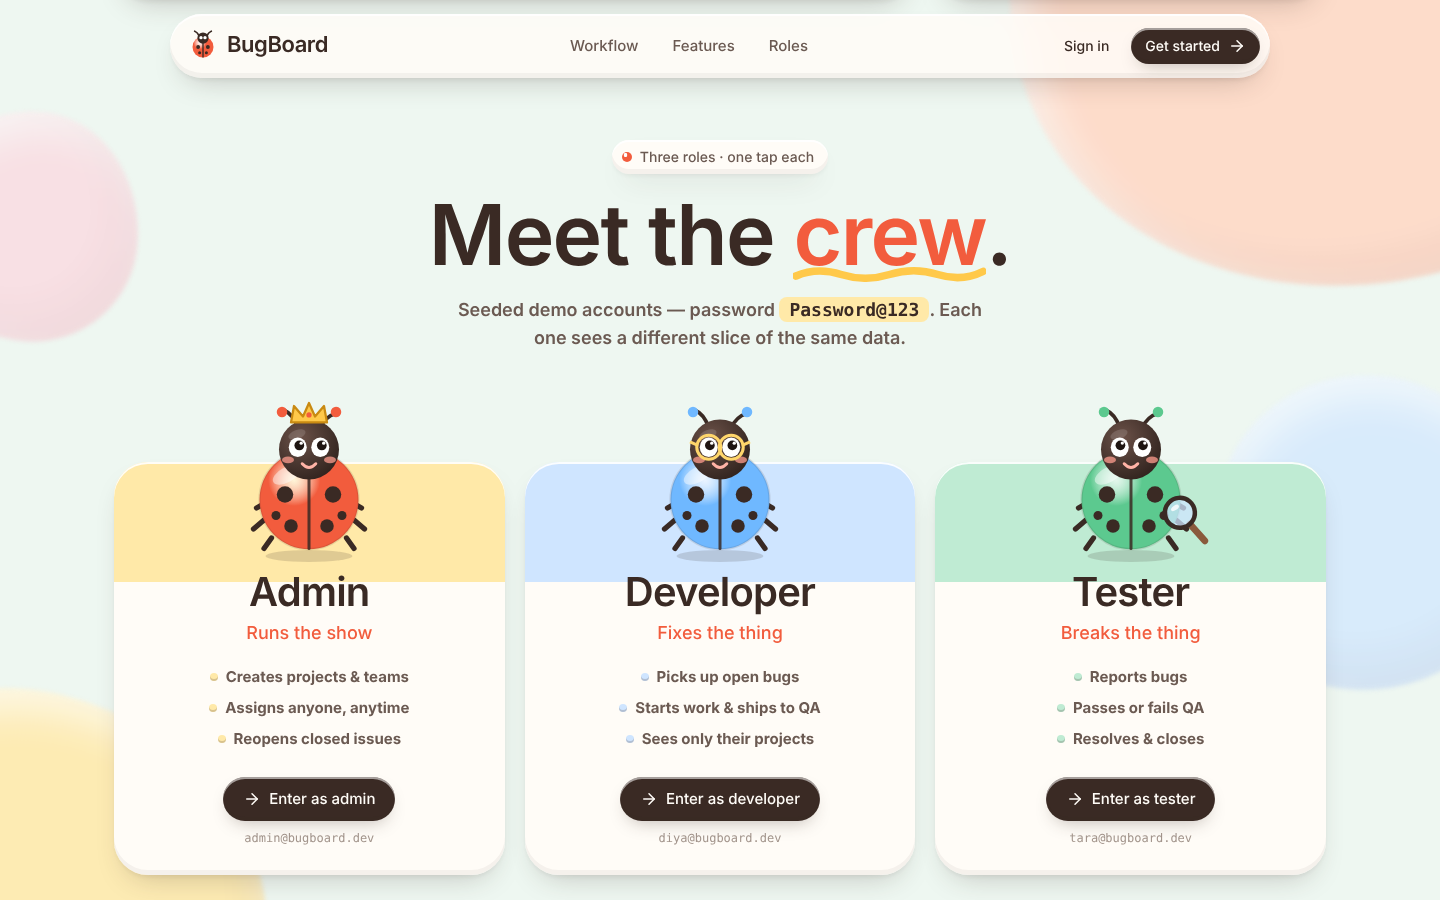 BugBoard
Workflow
Features
Roles
Sign in
Get started
Three roles · one tap each
Meet the crew.
Seeded demo accounts — password Password@123 . Each
one sees a different slice of the same data.
Admin
Runs the show
Creates projects & teams
Assigns anyone, anytime
Reopens closed issues
Enter as admin
admin@bugboard.dev
Developer
Fixes the thing
Picks up open bugs
Starts work & ships to QA
Sees only their projects
Enter as developer
diya@bugboard.dev
Tester
Breaks the thing
Reports bugs
Passes or fails QA
Resolves & closes
Enter as tester
tara@bugboard.dev